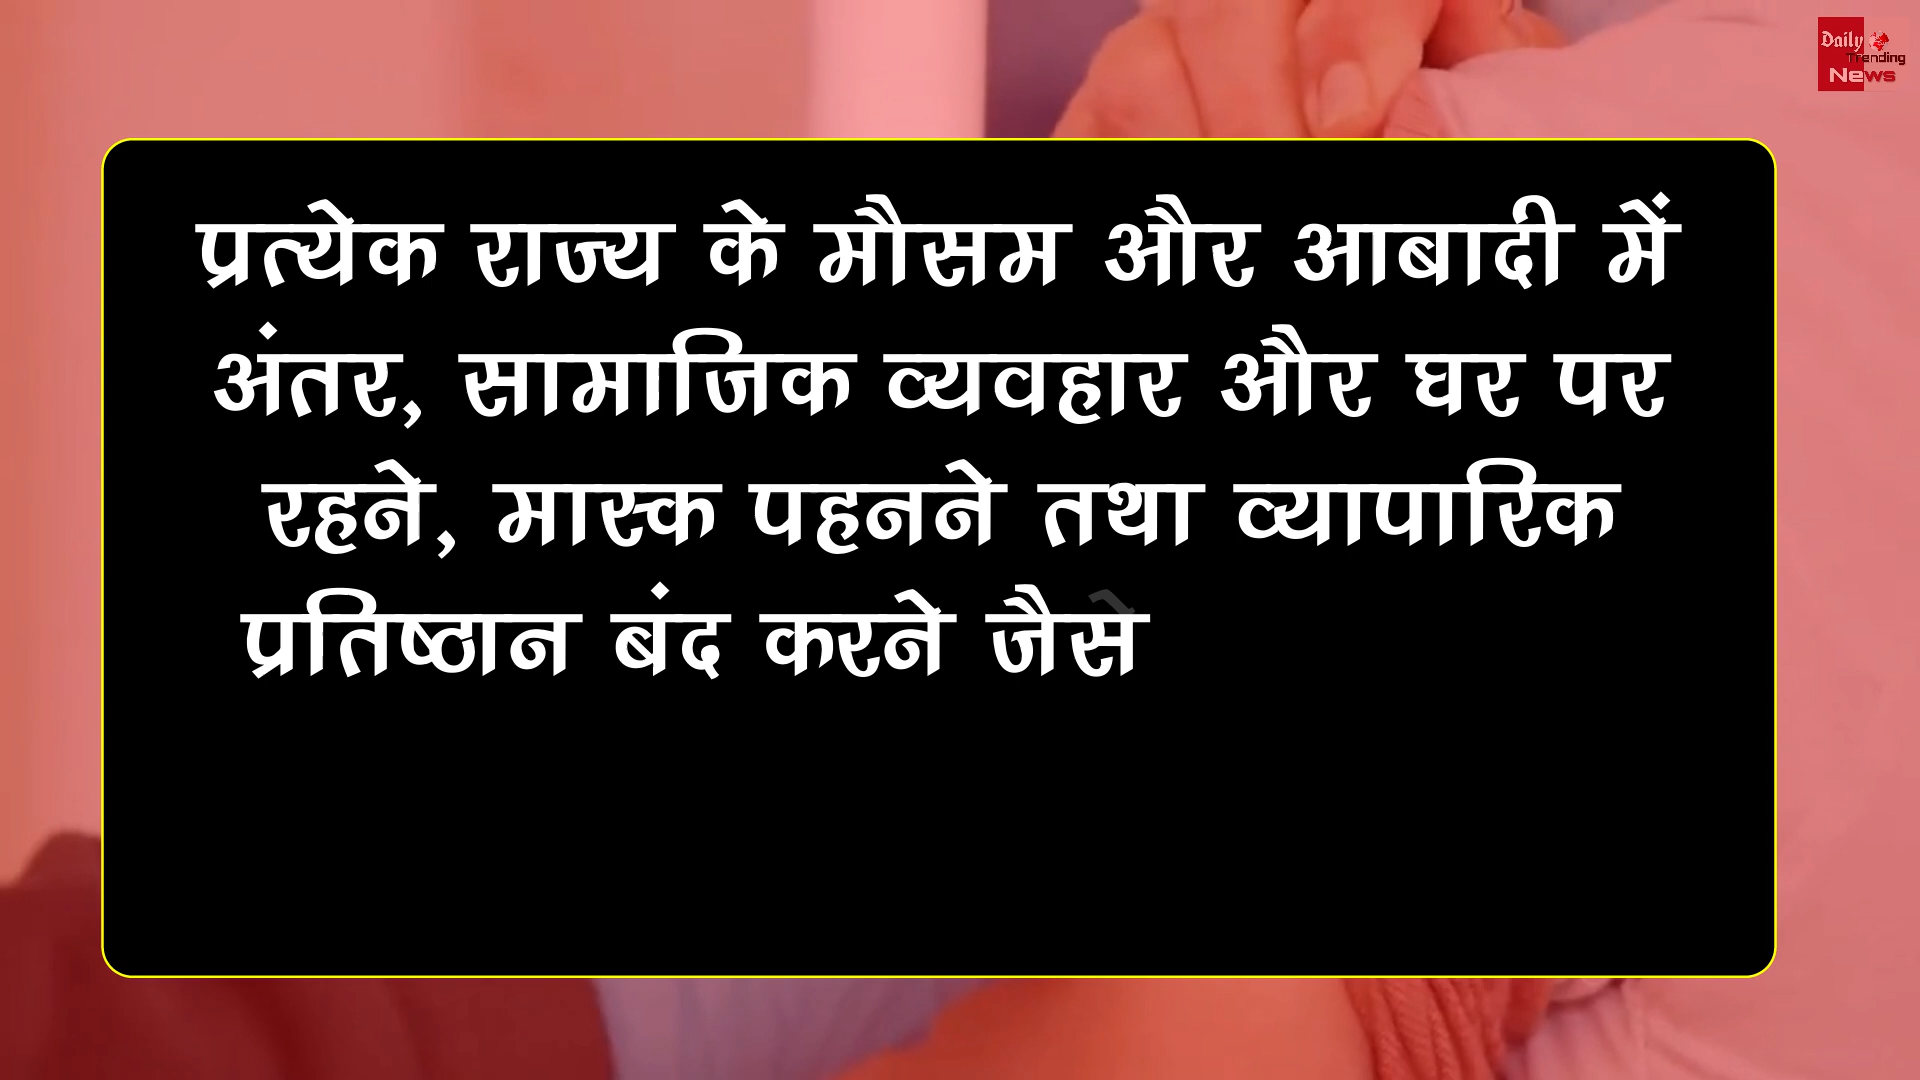 Daily
Trending
News
प्रत्येक राज्य के मौसम और आबादी में
अंतर, सामाजिक व्यवहार और घर पर
रहने, मास्क पहनने तथा व्यापारिक
प्रतिष्ठान बंद करने जैसे